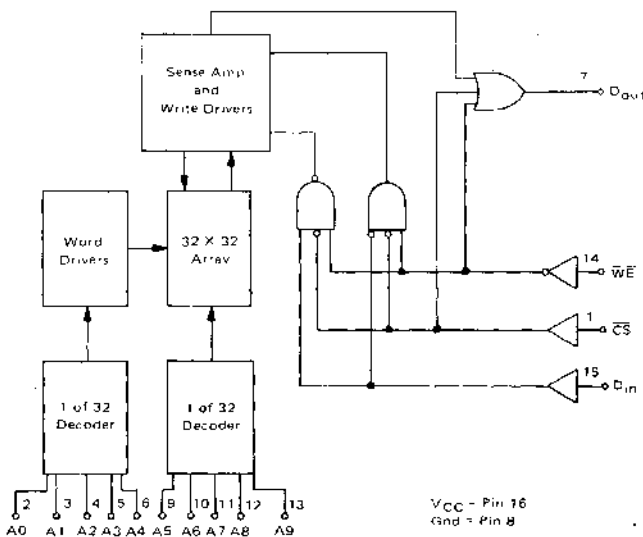 Sense Amp
and
Write Drivers
7
Dout
Word
Drivers
32 X 32
Array
14
WE
1
CS
15
Din
1 of 32
Decoder
1 of 32
Decoder
2
3
4
5
6
9
10
11
12
13
A0
A1
A2
A3
A4
A5
A6
A7
A8
A9
VCC = Pin 16
Gnd = Pin 8